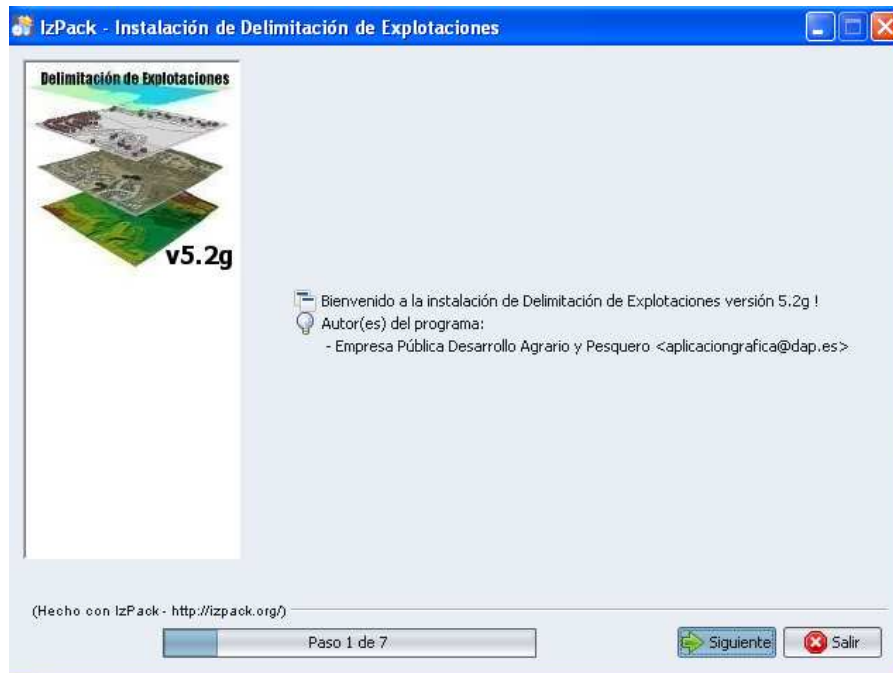 IzPack - Instalación de Delimitación de Explotaciones
Delimitación de Explotaciones
v5.2g
Bienvenido a la instalación de Delimitación de Explotaciones versión 5.2g !
Autor(es) del programa:
- Empresa Pública Desarrollo Agrario y Pesquero <aplicaciongrafica@dap.es>
(Hecho con IzPack - http://izpack.org/)
Paso 1 de 7
Siguiente
Salir